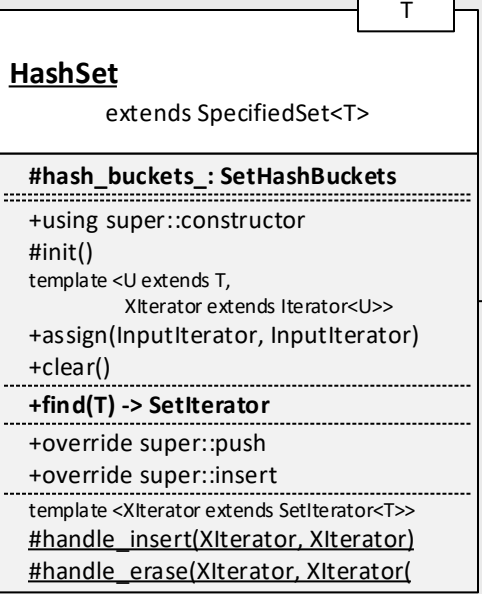 T
HashSet
extends SpecifiedSet<T>
#hash_buckets_: SetHashBuckets
+using super::constructor
#init()
template <U extends T,
XIterator extends Iterator<U>>
+assign(InputIterator, InputIterator)
+clear()
+find(T) -> SetIterator
+override super::push
+override super::insert
template <XIterator extends SetIterator<T>>
#handle_insert(XIterator, XIterator)
#handle_erase(XIterator, XIterator(